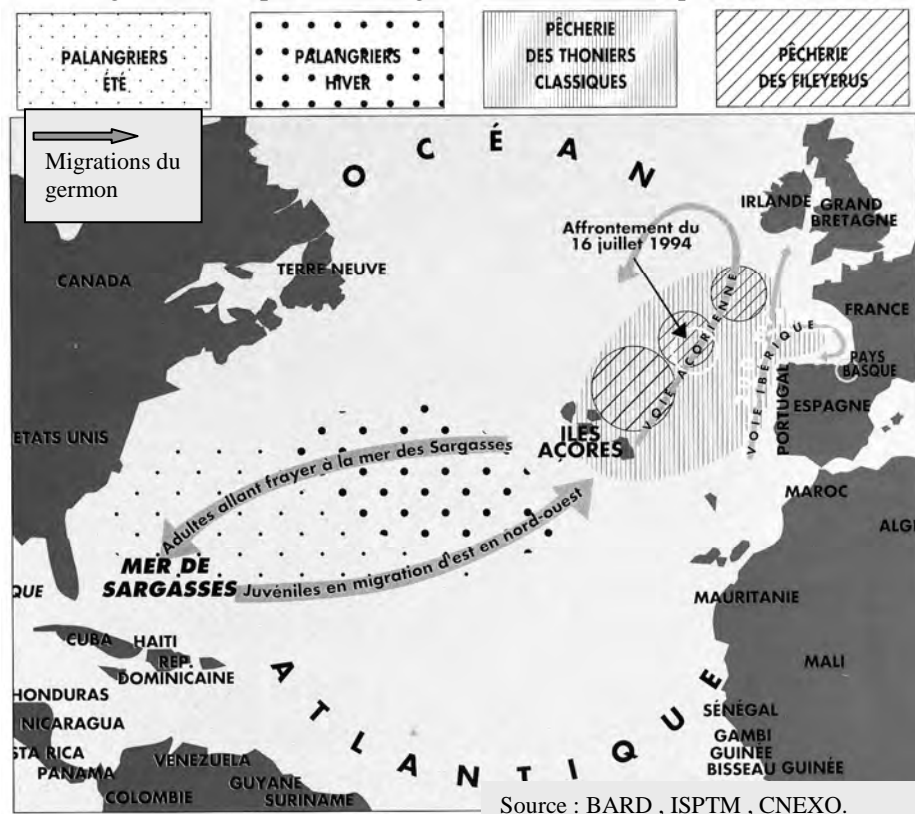 PALANGRIERS
ÉTÉ
PALANGRIERS
HIVER
PÊCHERIE
DES THONIERS
CLASSIQUES
PÊCHERIE
DES FILEYERUS
Migrations du
germon
OCÉAN
IRLANDE
GRAND
BRETAGNE
Affrontement du
16 juillet 1994
TERRE NEUVE
CANADA
FRANCE
VOIE AÇORIENNE
VOIE IBÉRIQUE
PAYS
BASQUE
PORTUGAL
ESPAGNE
ETATS UNIS
ILES
AÇORES
Adultes allant frayer à la mer des Sargasses
MAROC
ALG
Juvéniles en migration d'est en nord-ouest
MER DE
SARGASSES
QUE
MAURITANIE
CUBA
HAITI
REP.
DOMINICAINE
MALI
ATLANTIQUE
HONDURAS
NICARAGUA
STA RICA
PANAMA
SÉNÉGAL
GAMBI
GUINÉE
BISSEAU GUINÉE
VENEZUELA
GUYANE
COLOMBIE
SURINAME
Source : BARD , ISPTM , CNEXO.